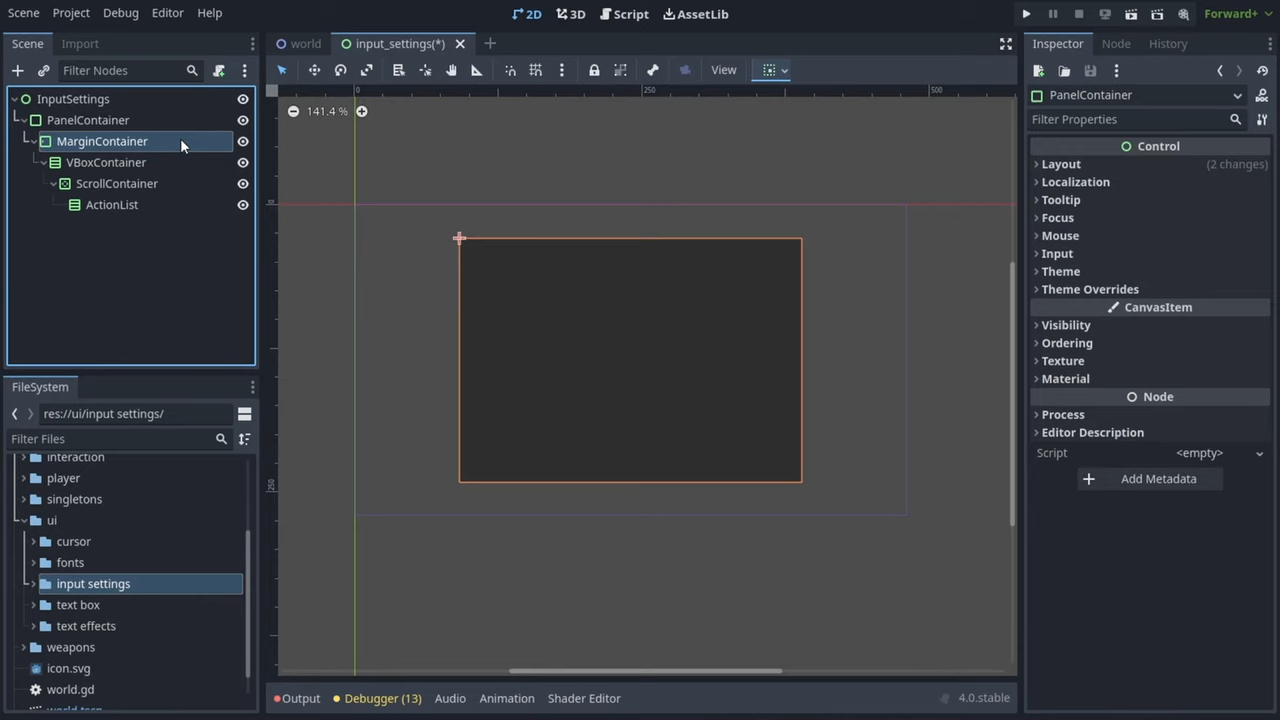 Scene Project Debug Editor Help
2D 3D Script AssetLib
Forward+
Scene Import
world input_settings(*)
Inspector Node History
Filter Nodes
View
PanelContainer
Filter Properties
0 250 500
141.4 %
InputSettings
PanelContainer
MarginContainer
VBoxContainer
ScrollContainer
ActionList
0
250
Control
Layout (2 changes)
Localization
Tooltip
Focus
Mouse
Input
Theme
Theme Overrides
CanvasItem
Visibility
Ordering
Texture
Material
Node
Process
Editor Description
Script <empty>
Add Metadata
FileSystem
res://ui/input settings/
Filter Files
interaction
player
singletons
ui
cursor
fonts
input settings
text box
text effects
weapons
icon.svg
world.gd
world.tscn
Output Debugger (13) Audio Animation Shader Editor
4.0.stable